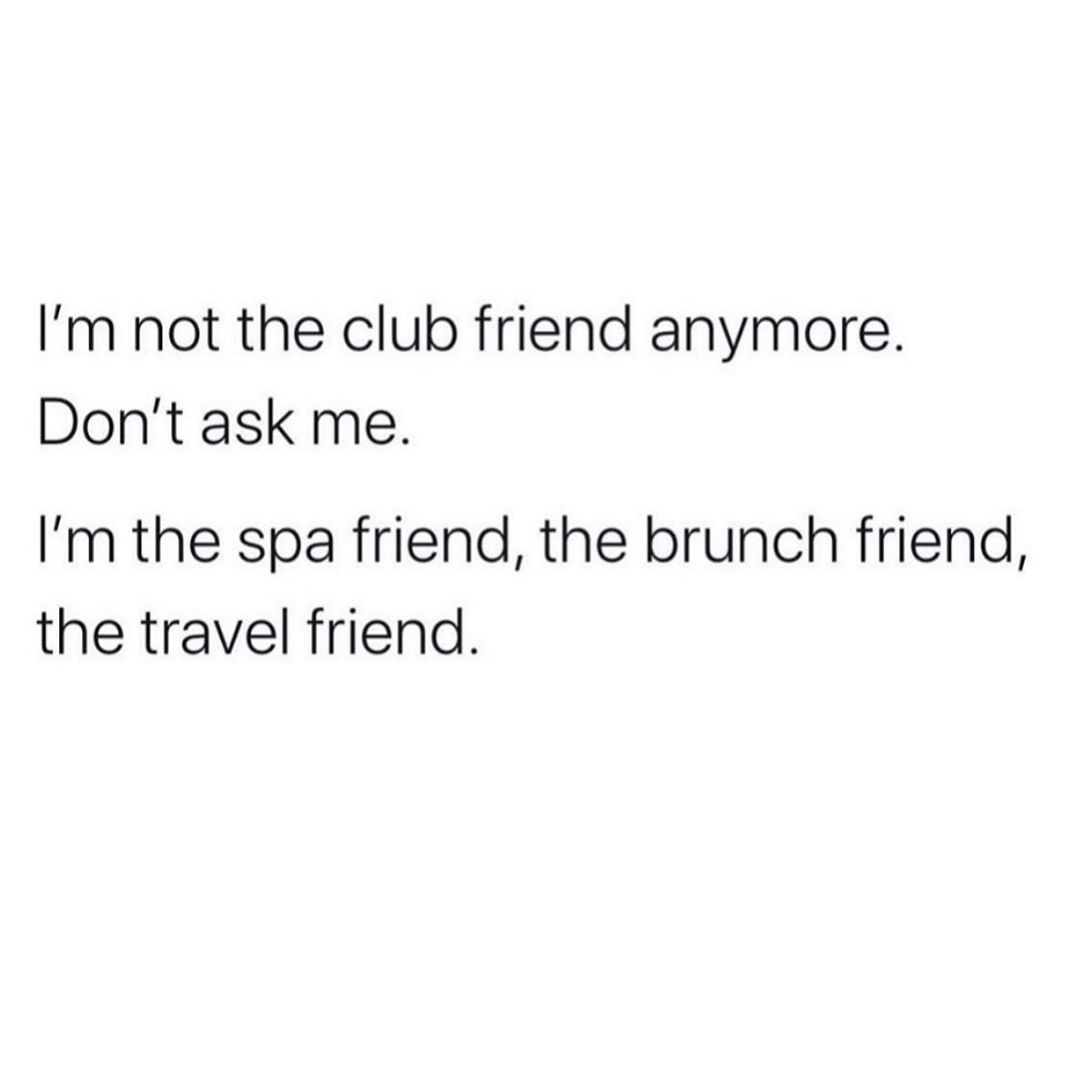 I'm not the club friend anymore.
Don't ask me.
I'm the spa friend, the brunch friend,
the travel friend.